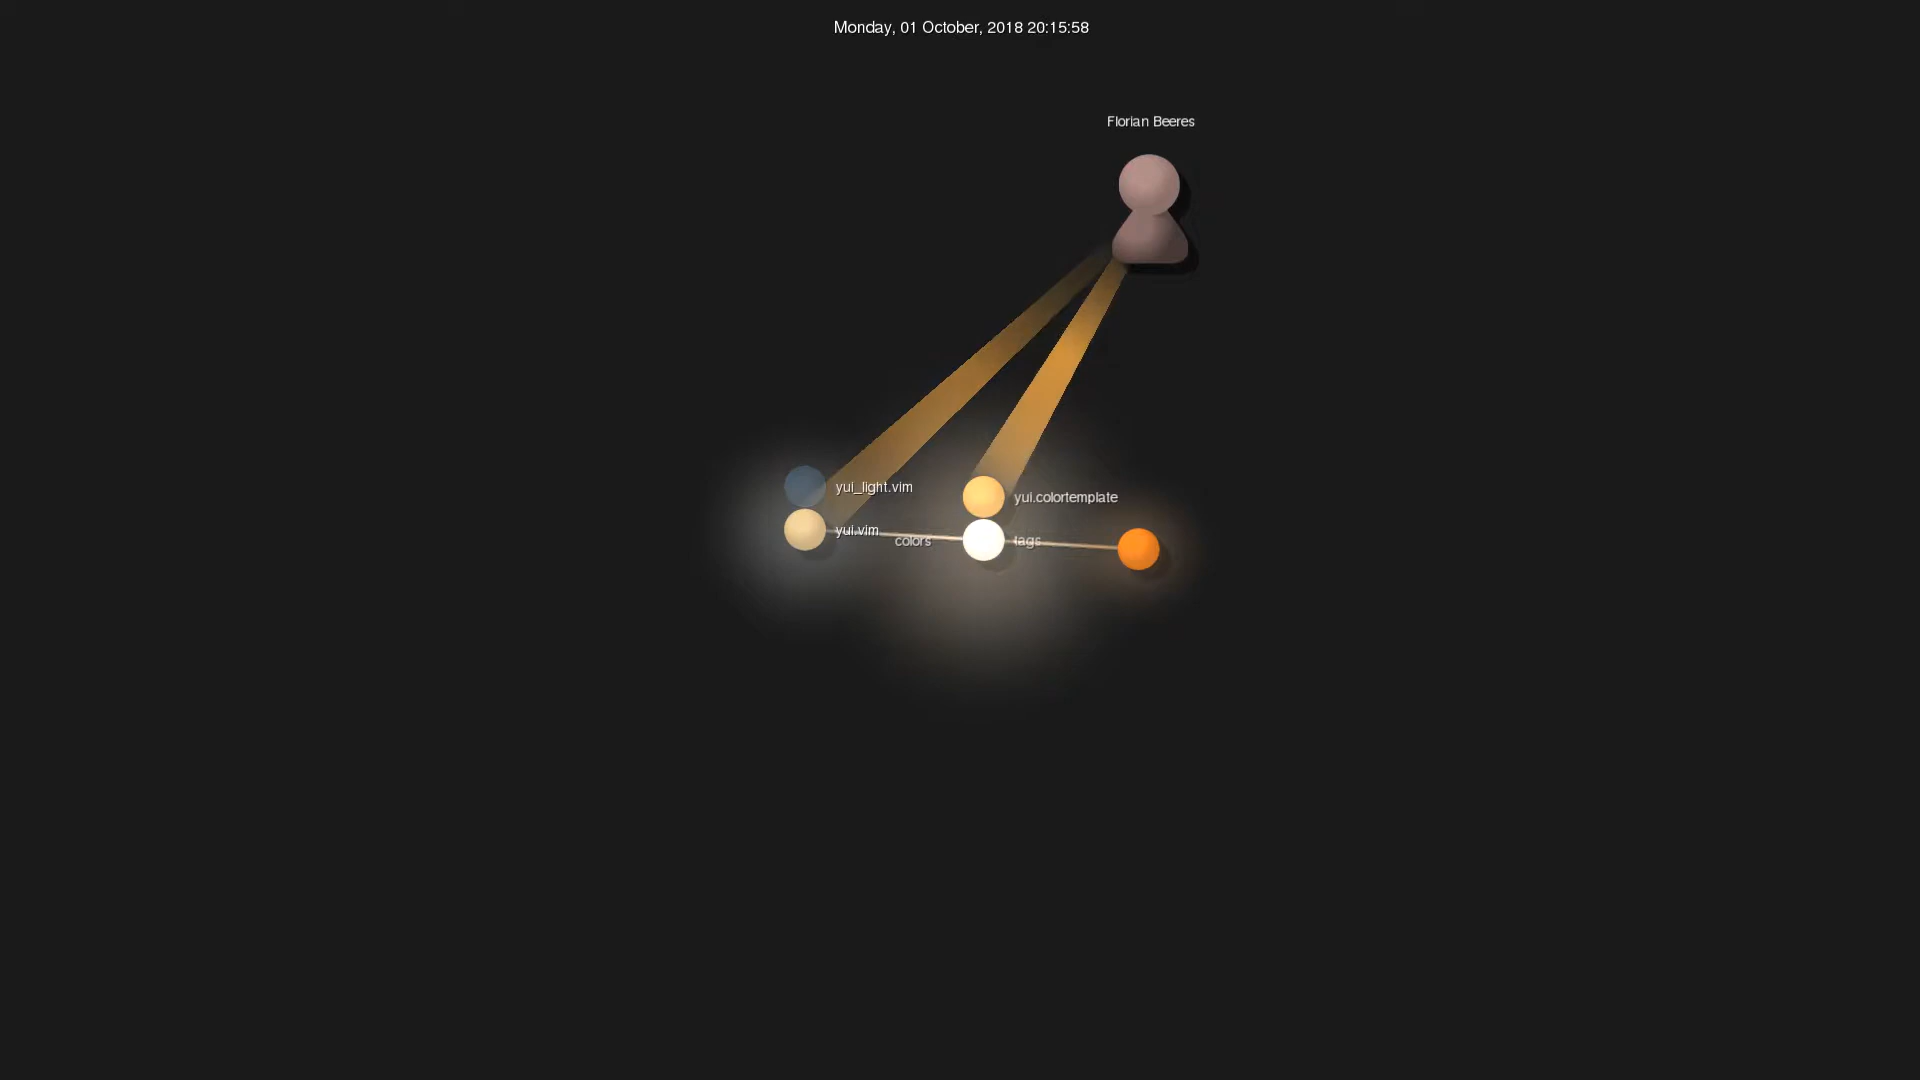 Monday, 01 October, 2018 20:15:58
Florian Beeres
yui_light.vim
yui.colortemplate
yui.vim
colors
tags